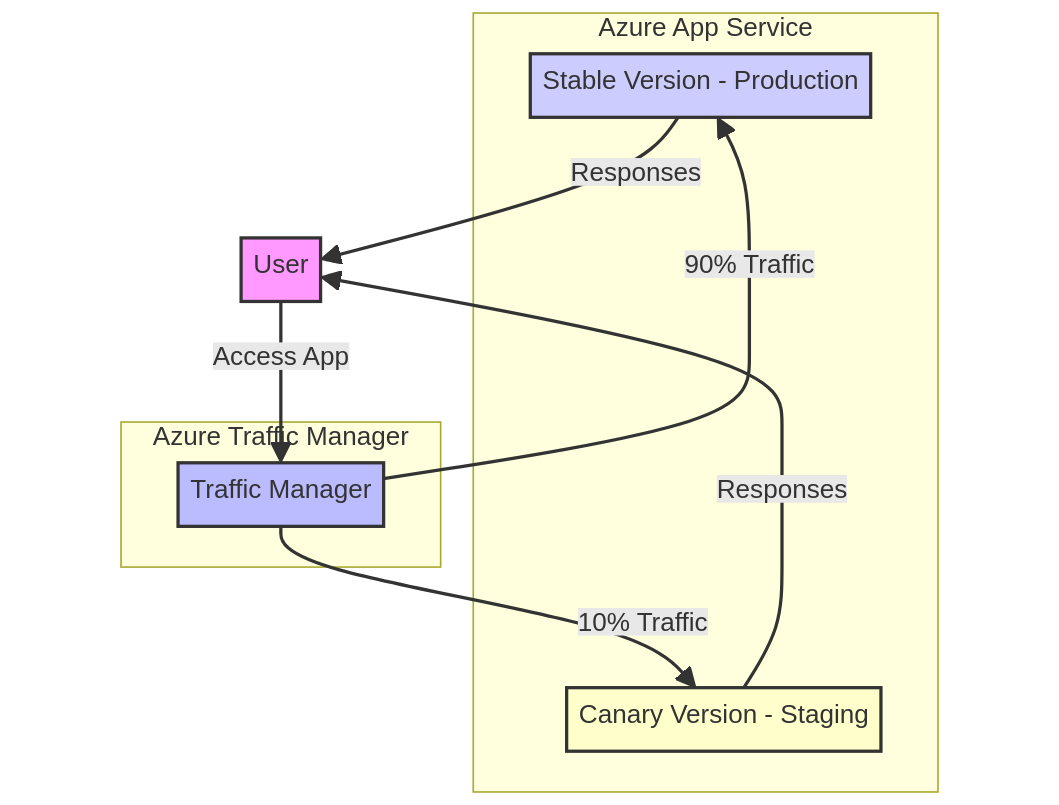 Azure App Service
Stable Version - Production
Responses
User
90% Traffic
Access App
Azure Traffic Manager
Traffic Manager
Responses
10% Traffic
Canary Version - Staging